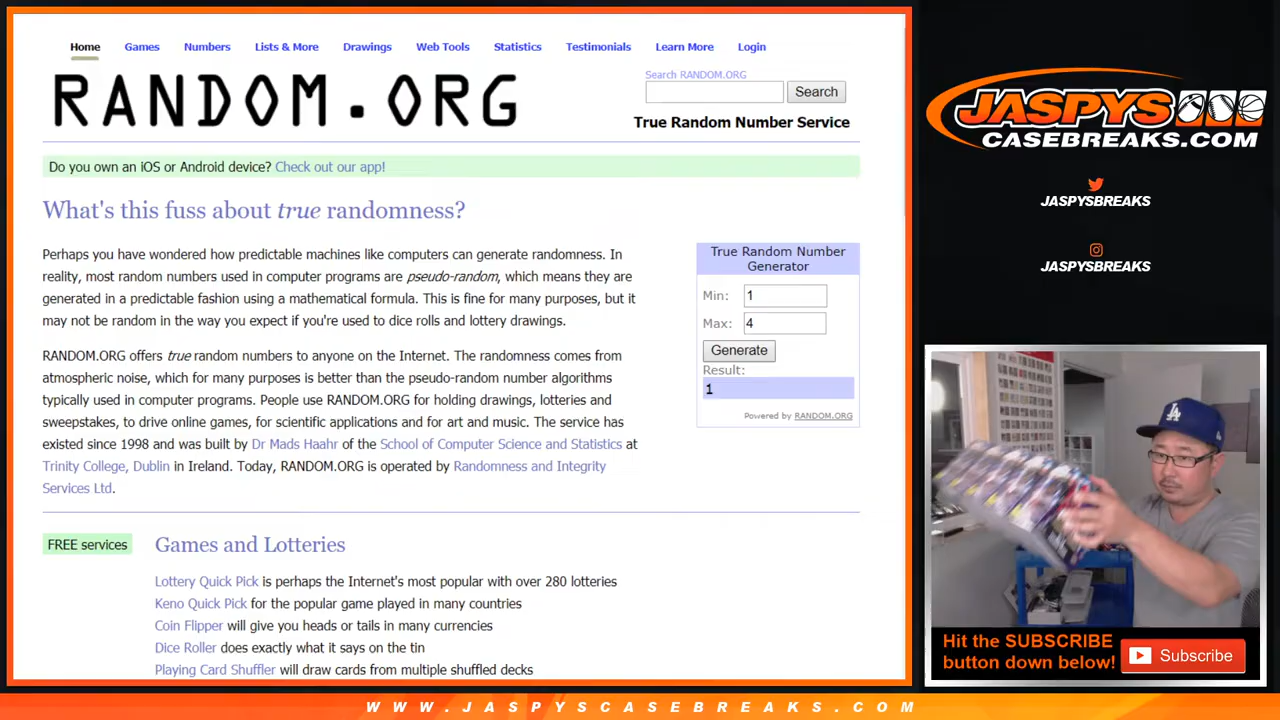 Home Games Numbers Lists & More Drawings Web Tools Statistics Testimonials Learn More Login
RANDOM.ORG
Search RANDOM.ORG
Search
True Random Number Service
Do you own an iOS or Android device? Check out our app!
What's this fuss about true randomness?
Perhaps you have wondered how predictable machines like computers can generate randomness. In
reality, most random numbers used in computer programs are pseudo-random, which means they are
generated in a predictable fashion using a mathematical formula. This is fine for many purposes, but it
may not be random in the way you expect if you're used to dice rolls and lottery drawings.
RANDOM.ORG offers true random numbers to anyone on the Internet. The randomness comes from
atmospheric noise, which for many purposes is better than the pseudo-random number algorithms
typically used in computer programs. People use RANDOM.ORG for holding drawings, lotteries and
sweepstakes, to drive online games, for scientific applications and for art and music. The service has
existed since 1998 and was built by Dr Mads Haahr of the School of Computer Science and Statistics at
Trinity College, Dublin in Ireland. Today, RANDOM.ORG is operated by Randomness and Integrity
Services Ltd.
True Random Number
Generator
Min: 1
Max: 4
Generate
Result:
1
Powered by RANDOM.ORG
FREE services
Games and Lotteries
Lottery Quick Pick is perhaps the Internet's most popular with over 280 lotteries
Keno Quick Pick for the popular game played in many countries
Coin Flipper will give you heads or tails in many currencies
Dice Roller does exactly what it says on the tin
Playing Card Shuffler will draw cards from multiple shuffled decks
JASPYS
CASEBREAKS.COM
JASPYSBREAKS
JASPYSBREAKS
LA
Hit the SUBSCRIBE
button down below!
Subscribe
WWW.JASPYSCASEBREAKS.COM